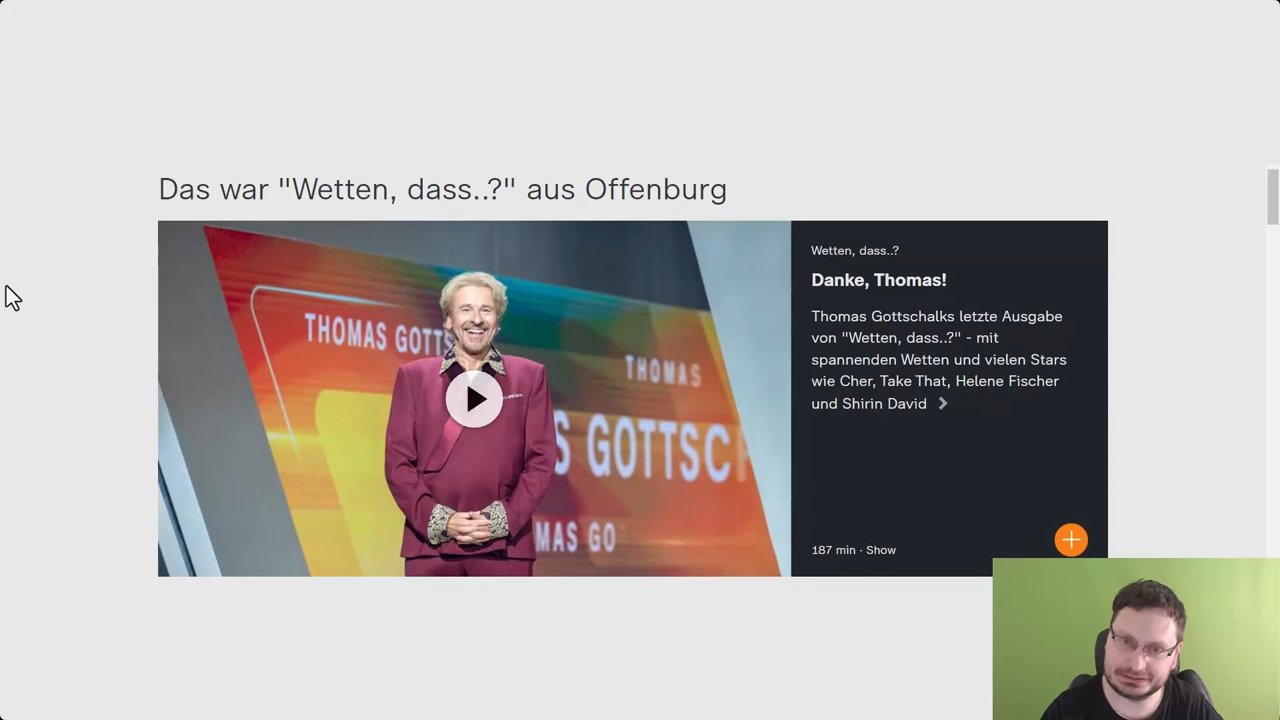 Das war "Wetten, dass..?" aus Offenburg
THOMAS GOTTS
THOMAS
S GOTTSCH
MAS GO
Wetten, dass..?
Danke, Thomas!
Thomas Gottschalks letzte Ausgabe
von "Wetten, dass..?" - mit
spannenden Wetten und vielen Stars
wie Cher, Take That, Helene Fischer
und Shirin David
187 min · Show